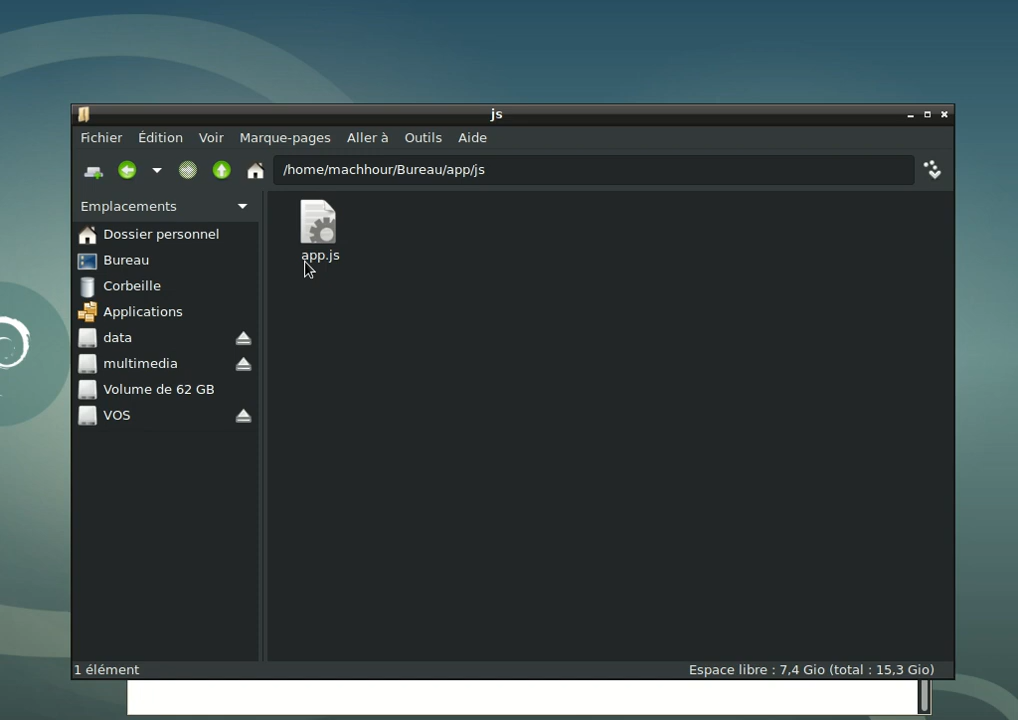 js
Fichier Édition Voir Marque-pages Aller à Outils Aide
/home/machhour/Bureau/app/js
Emplacements
Dossier personnel
Bureau
Corbeille
Applications
data
multimedia
Volume de 62 GB
VOS
app.js
1 élément
Espace libre : 7,4 Gio (total : 15,3 Gio)